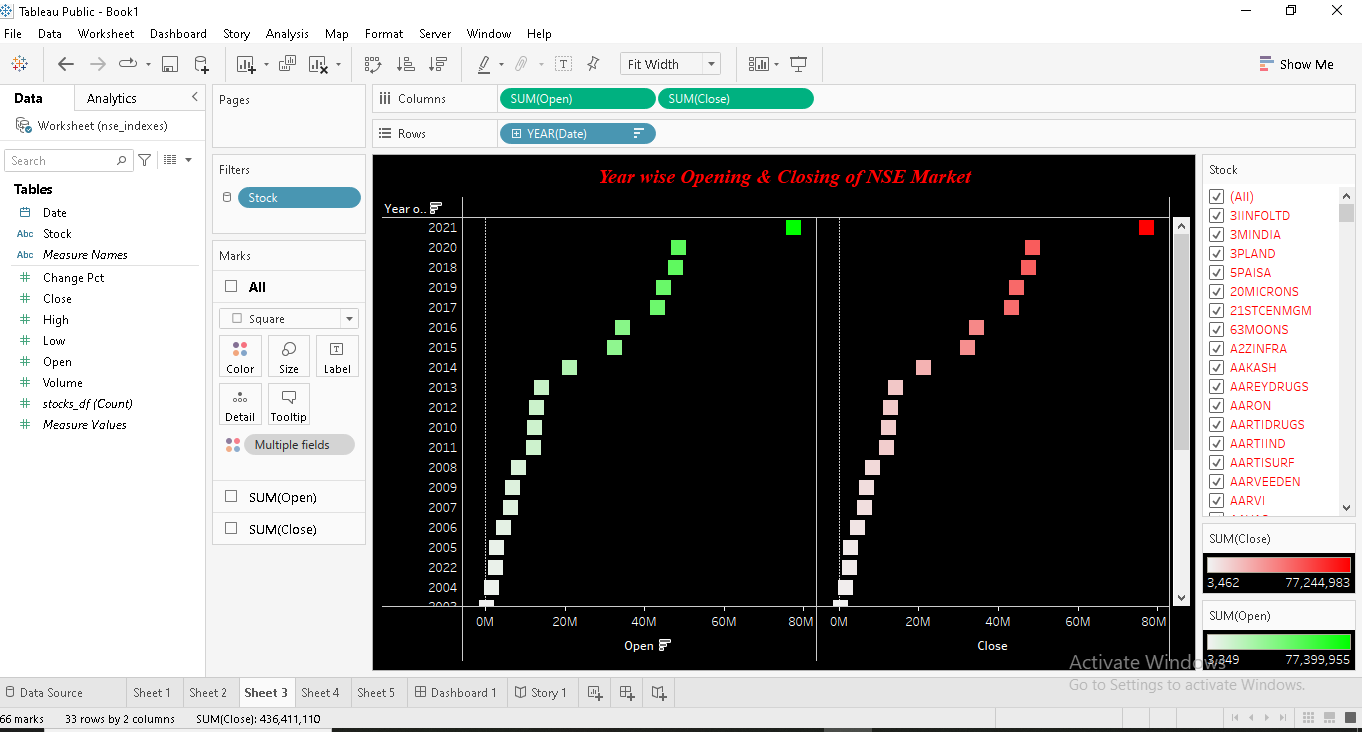 Tableau Public - Book1
File Data Worksheet Dashboard Story Analysis Map Format Server Window Help
Fit Width
Show Me
Data Analytics
Worksheet (nse_indexes)
Search
Tables
Date
Abc Stock
Abc Measure Names
Change Pct
Close
High
Low
Open
Volume
stocks_df (Count)
Measure Values
Pages
Filters
Stock
Marks
All
Square
Color Size Label
Detail Tooltip
Multiple fields
SUM(Open)
SUM(Close)
Columns SUM(Open) SUM(Close)
Rows YEAR(Date)
Year wise Opening & Closing of NSE Market
Year o..
2021
2020
2018
2019
2017
2016
2015
2014
2013
2012
2010
2011
2008
2009
2007
2006
2005
2022
2004
0M 20M 40M 60M 80M 0M 20M 40M 60M 80M
Open Close
Stock
(All)
3IINFOLTD
3MINDIA
3PLAND
5PAISA
20MICRONS
21STCENMGM
63MOONS
A2ZINFRA
AAKASH
AAREYDRUGS
AARON
AARTIDRUGS
AARTIIND
AARTISURF
AARVEEDEN
AARVI
SUM(Close)
3,462 77,244,983
SUM(Open)
3,349 77,399,955
Activate Windows
Go to Settings to activate Windows.
Data Source Sheet 1 Sheet 2 Sheet 3 Sheet 4 Sheet 5 Dashboard 1 Story 1
66 marks 33 rows by 2 columns SUM(Close): 436,411,110